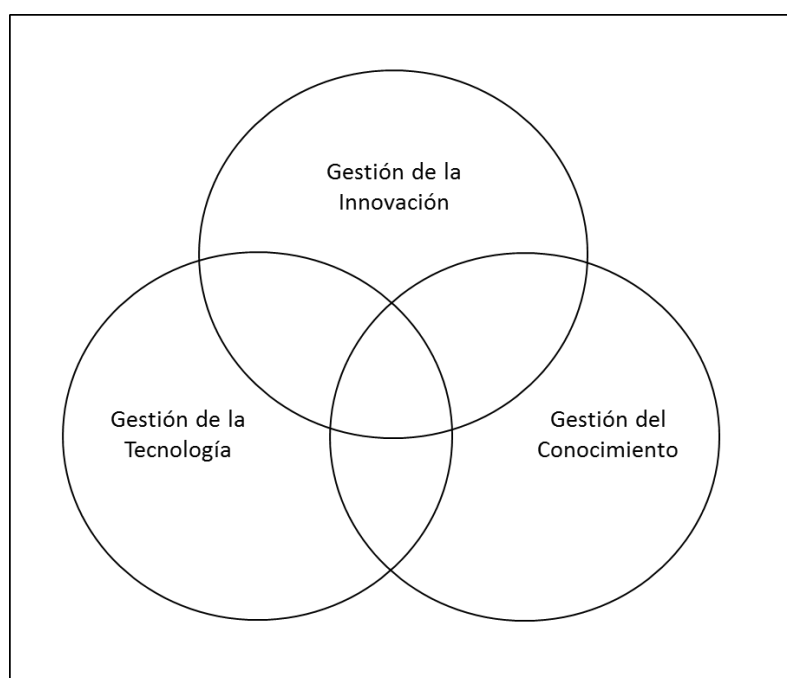 Gestión de la
Innovación
Gestión de la
Tecnología
Gestión del
Conocimiento